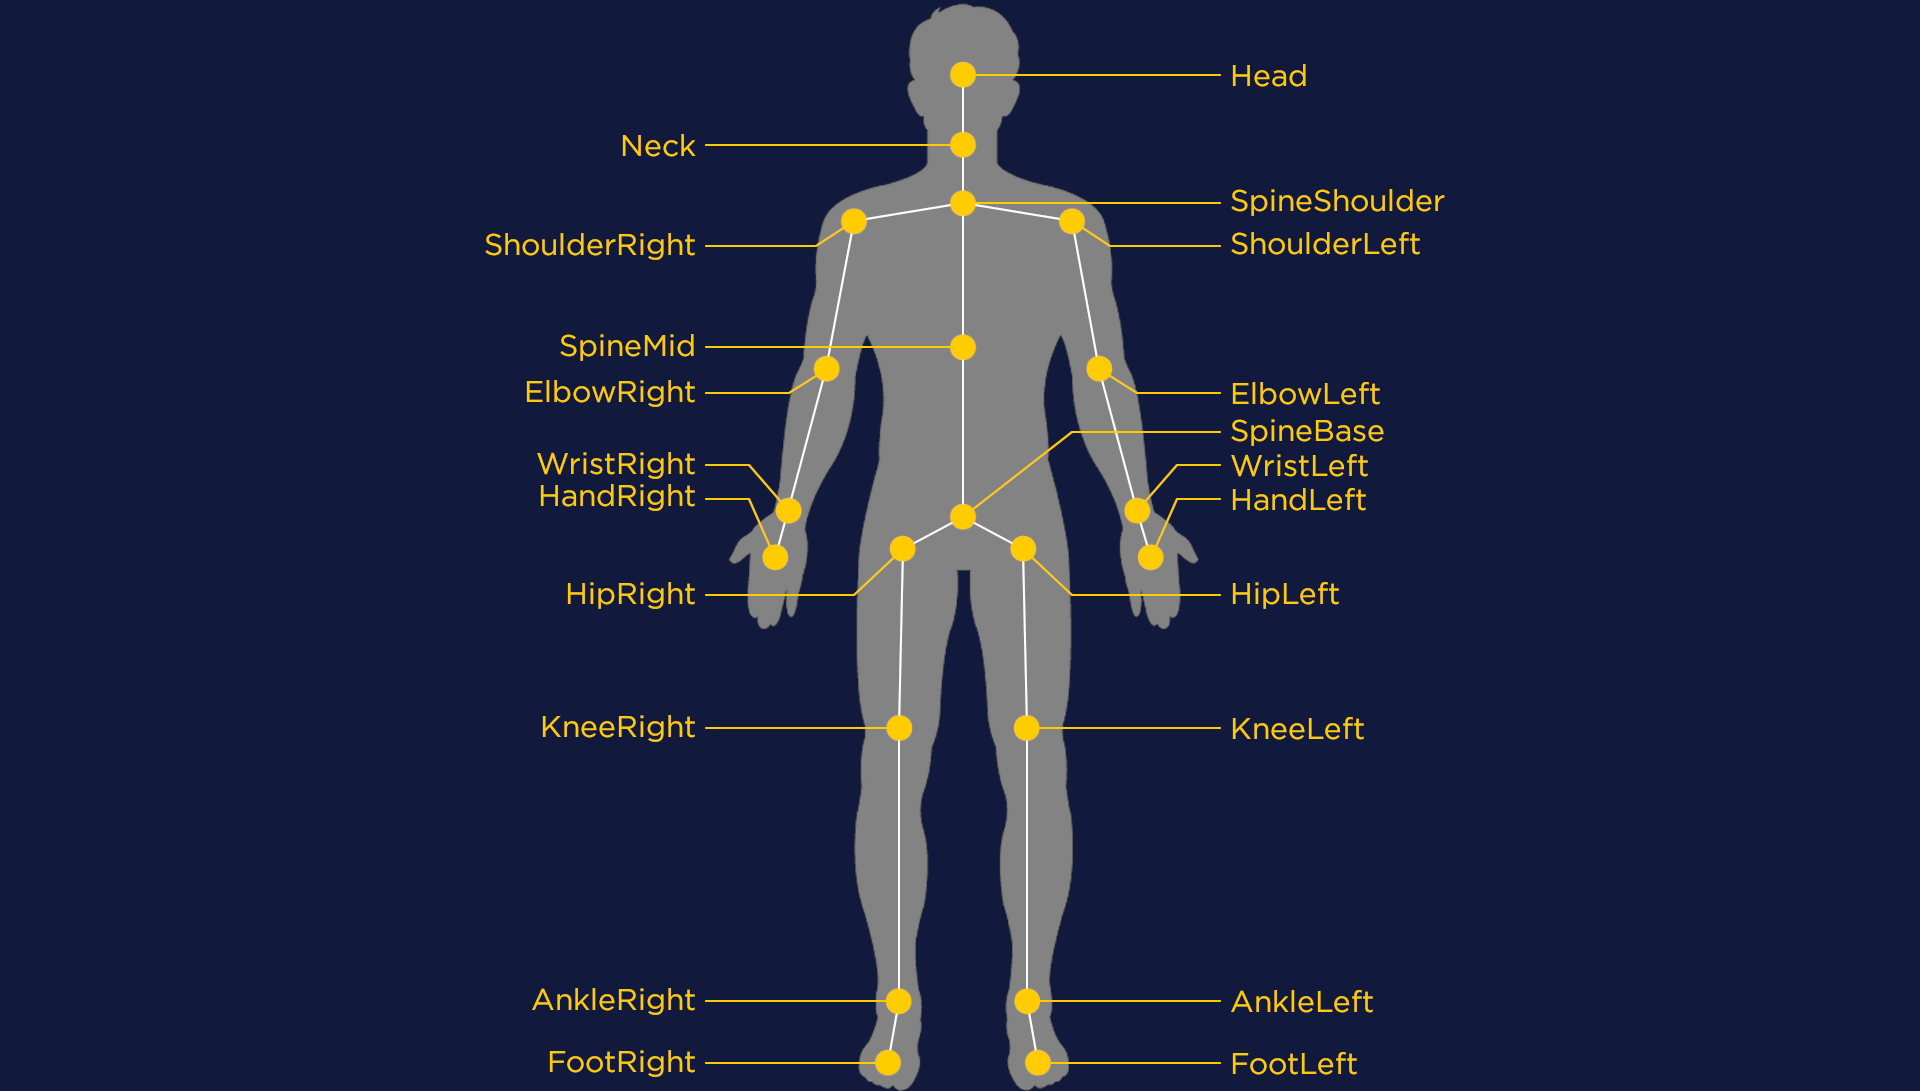 Head
Neck
SpineShoulder
ShoulderRight
ShoulderLeft
SpineMid
ElbowRight
ElbowLeft
SpineBase
WristRight
WristLeft
HandRight
HandLeft
HipRight
HipLeft
KneeRight
KneeLeft
AnkleRight
AnkleLeft
FootRight
FootLeft